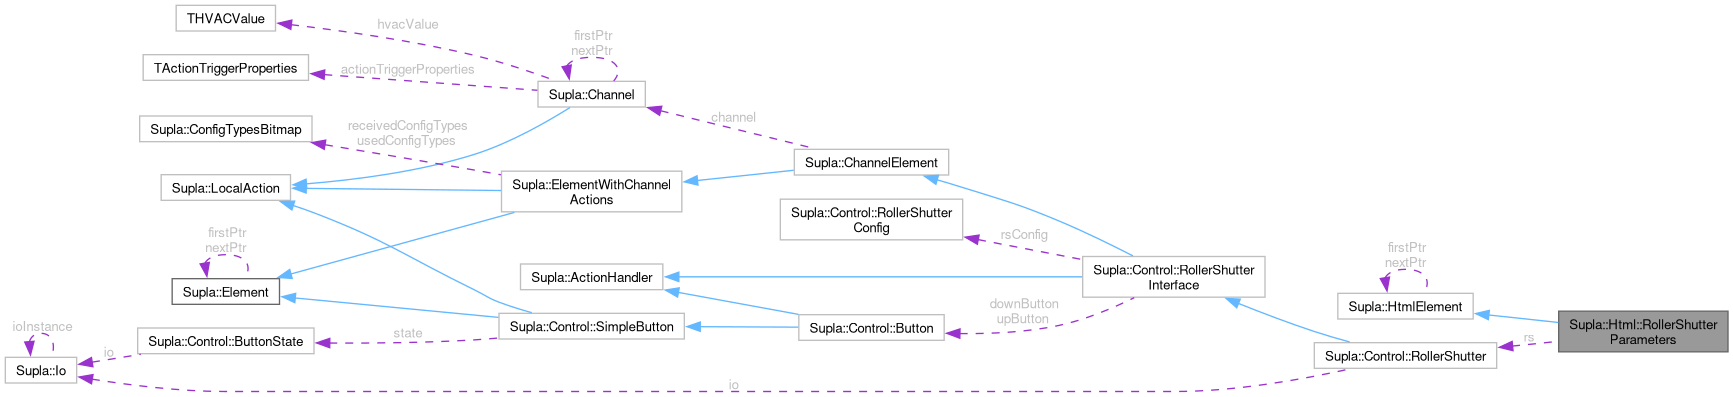 THVACValue
hvacValue
firstPtr
nextPtr
TActionTriggerProperties
actionTriggerProperties
Supla::Channel
Supla::ConfigTypesBitmap
receivedConfigTypes
usedConfigTypes
channel
Supla::ChannelElement
Supla::LocalAction
Supla::ElementWithChannel
Actions
Supla::Control::RollerShutter
Config
rsConfig
firstPtr
nextPtr
Supla::Element
Supla::ActionHandler
Supla::Control::RollerShutter
Interface
firstPtr
nextPtr
Supla::HtmlElement
downButton
upButton
Supla::Control::SimpleButton
Supla::Control::Button
Supla::Html::RollerShutter
Parameters
ioInstance
io
Supla::Control::ButtonState
state
rs
Supla::Control::RollerShutter
Supla::Io
io